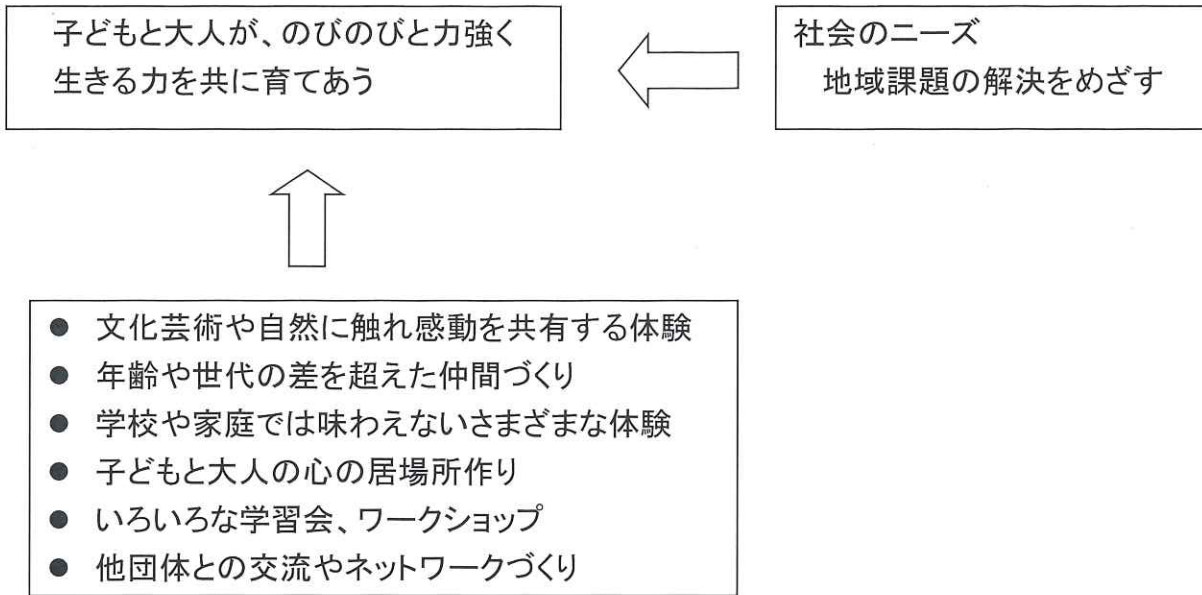 子どもと大人が、のびのびと力強く
生きる力を共に育てあう
社会のニーズ
地域課題の解決をめざす
● 文化芸術や自然に触れ感動を共有する体験
● 年齢や世代の差を超えた仲間づくり
● 学校や家庭では味わえないさまざまな体験
● 子どもと大人の心の居場所作り
● いろいろな学習会、ワークショップ
● 他団体との交流やネットワークづくり